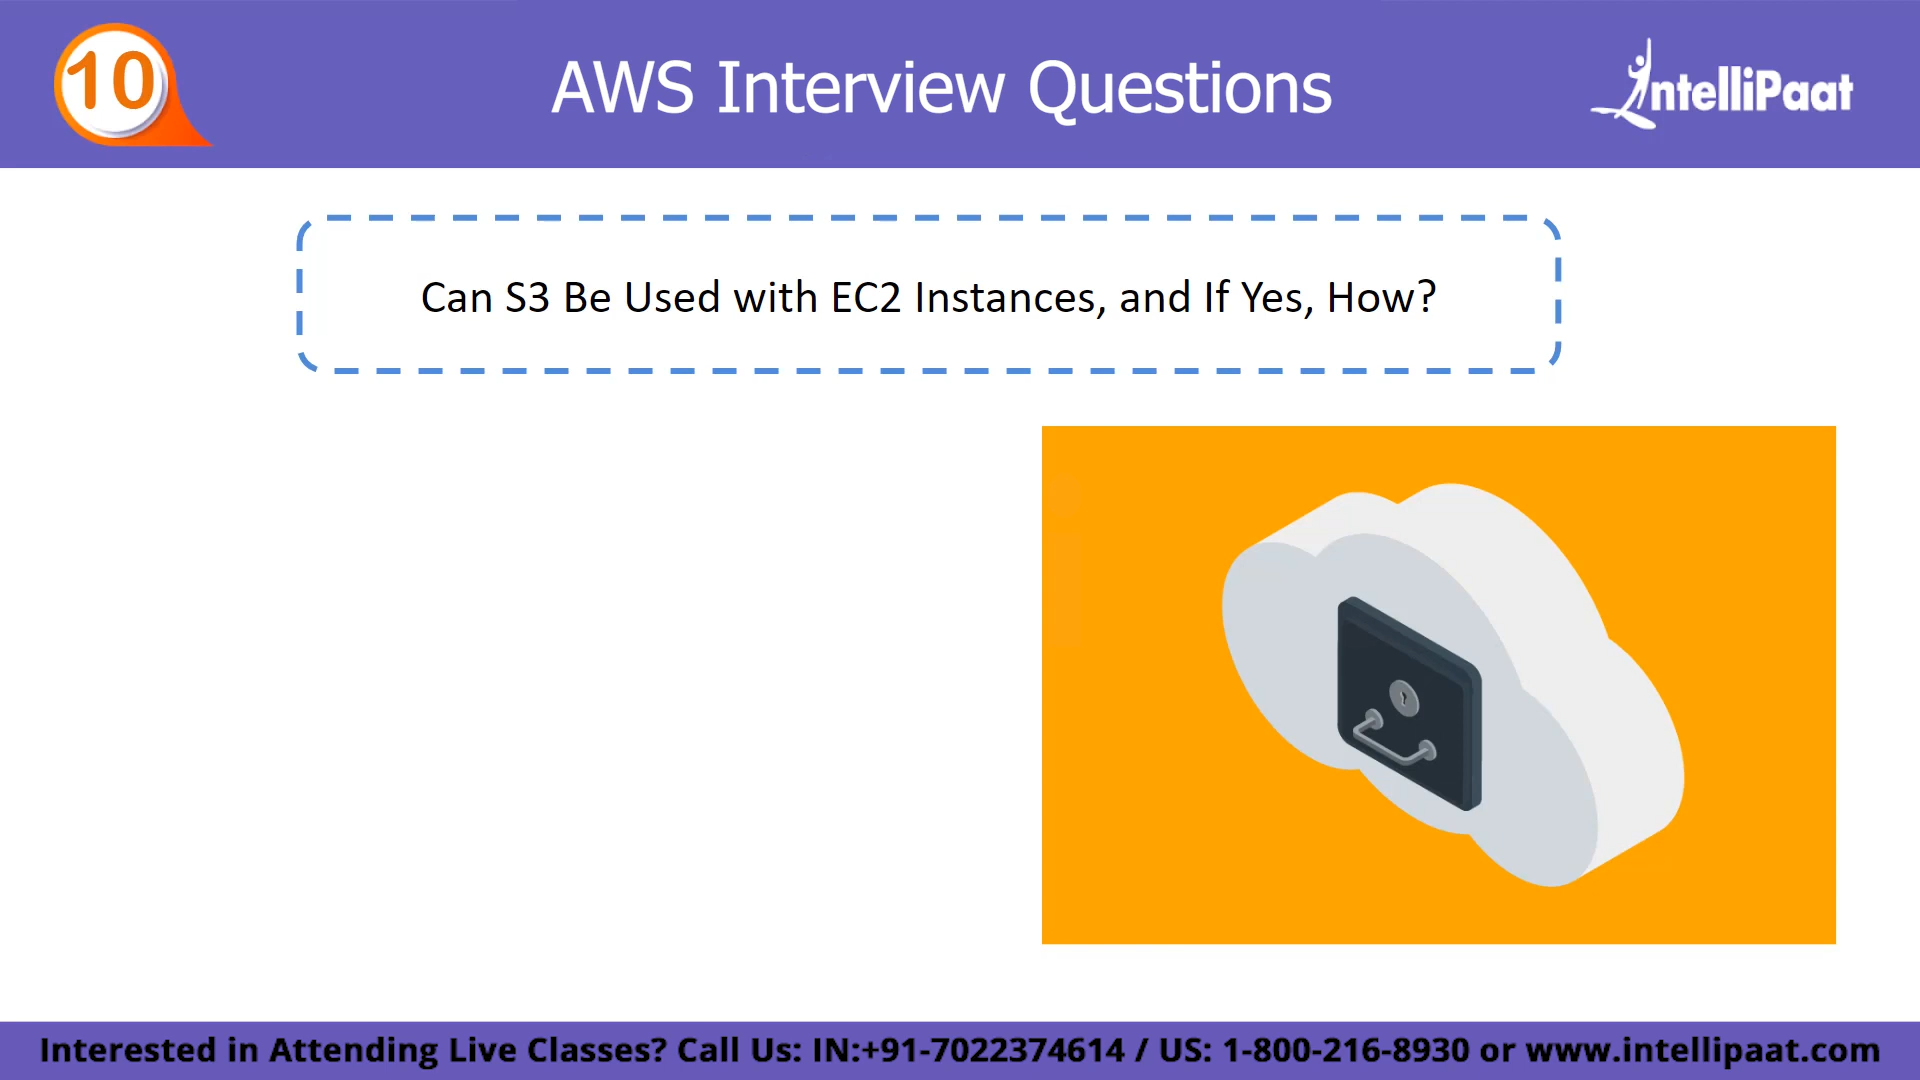 10
AWS Interview Questions
IntelliPaat
Can S3 Be Used with EC2 Instances, and If Yes, How?
Interested in Attending Live Classes? Call Us: IN:+91-7022374614 / US: 1-800-216-8930 or www.intellipaat.com